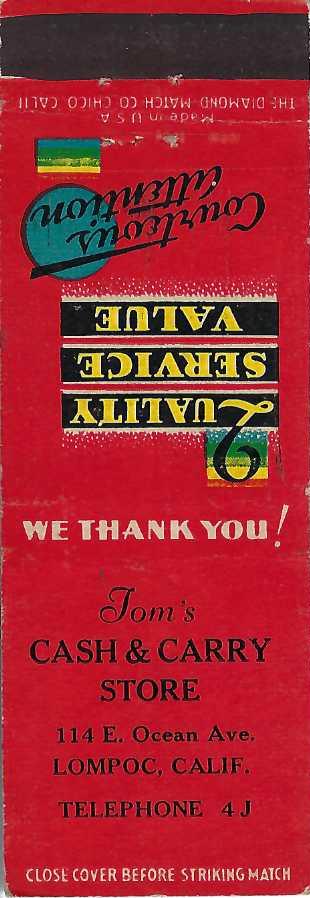 THE DIAMOND MATCH CO CHICO CALIF
Made in U S A
Courteous
attention
QUALITY
SERVICE
VALUE
WE THANK YOU!
Tom's
CASH & CARRY
STORE
114 E. Ocean Ave.
LOMPOC, CALIF.
TELEPHONE 4 J
CLOSE COVER BEFORE STRIKING MATCH